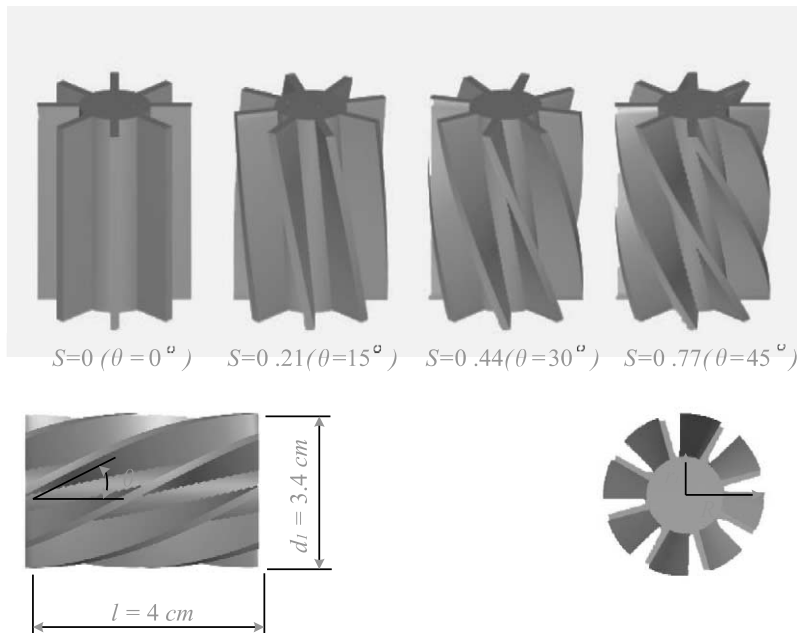 S=0 (θ=0°)
S=0.21(θ=15°)
S=0.44(θ=30°)
S=0.77(θ=45°)
d₁ = 3.4 cm
l = 4 cm